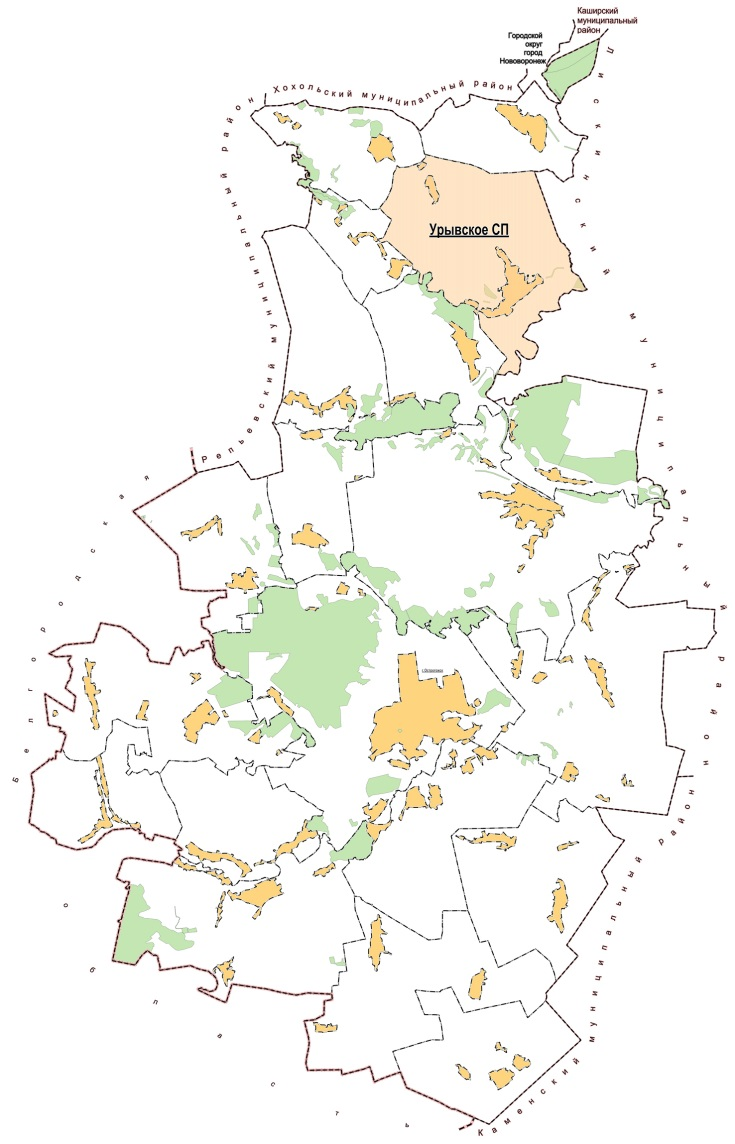 Каширский
муниципальный
район
Городской
округ
город
Нововоронеж
Хохольский муниципальный район
Лискинский муниципальный район
Репьевский муниципальный район
Урывское СП
Белгородская область
Каменский муниципальный район